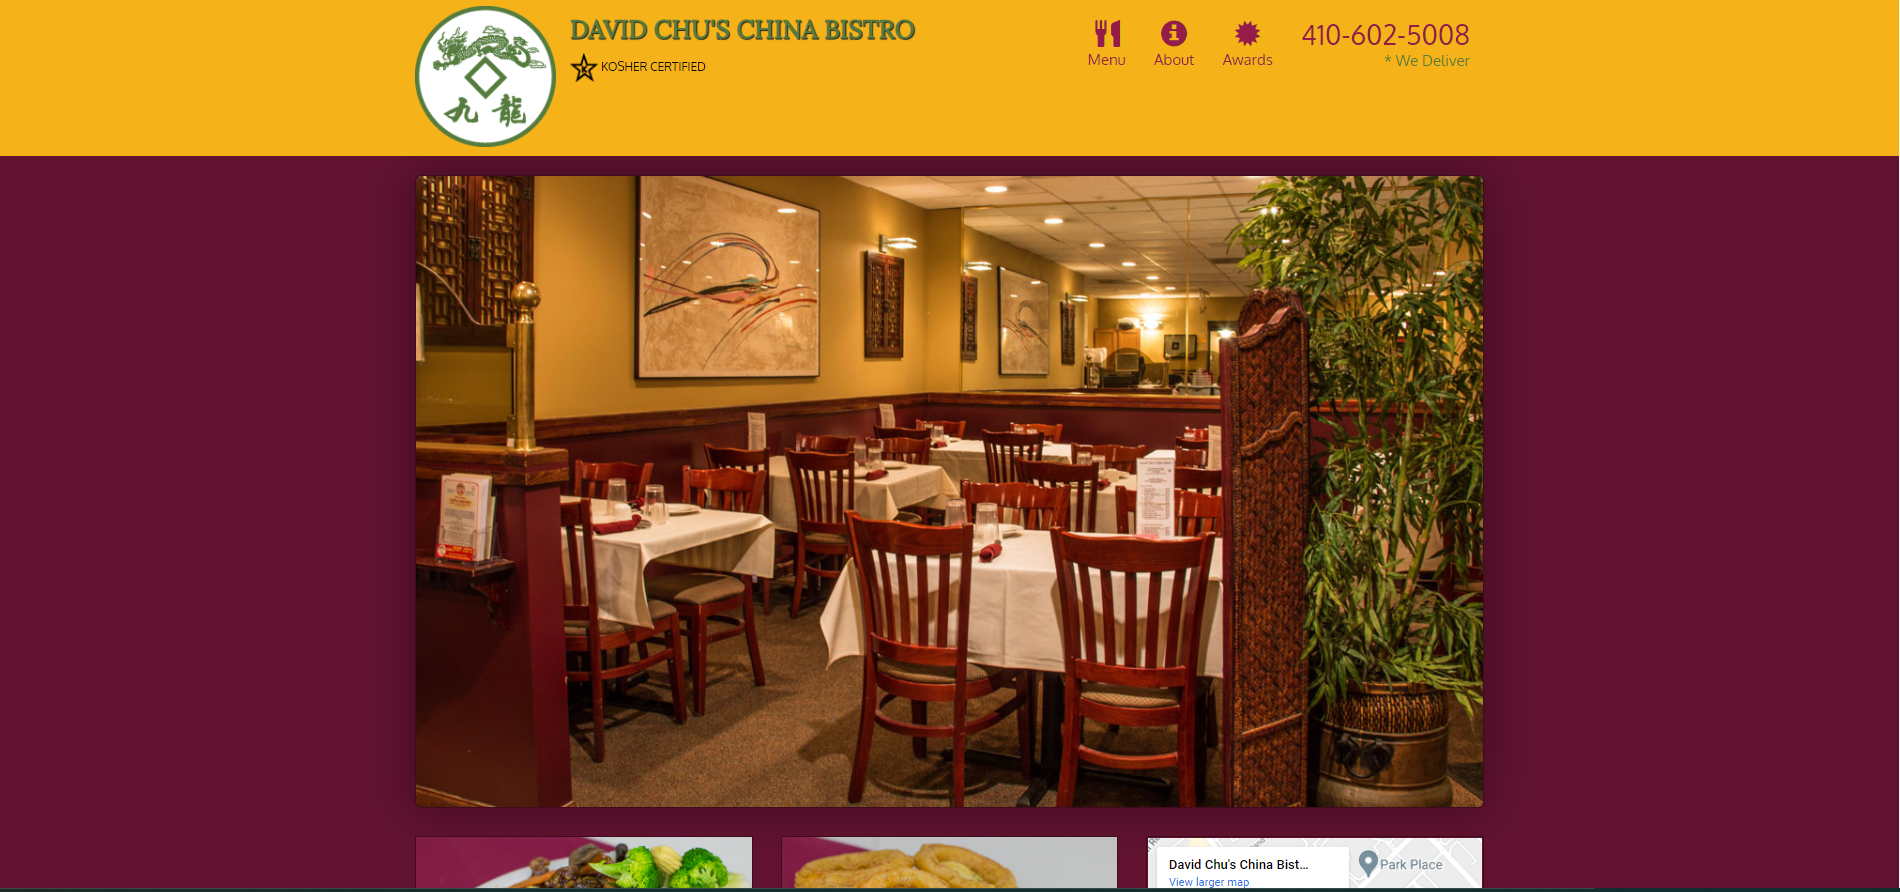 DAVID CHU'S CHINA BISTRO
K KOSHER CERTIFIED
九龍
Menu
About
Awards
410-602-5008
* We Deliver
David Chu's China Bist...
View larger map
Park Place